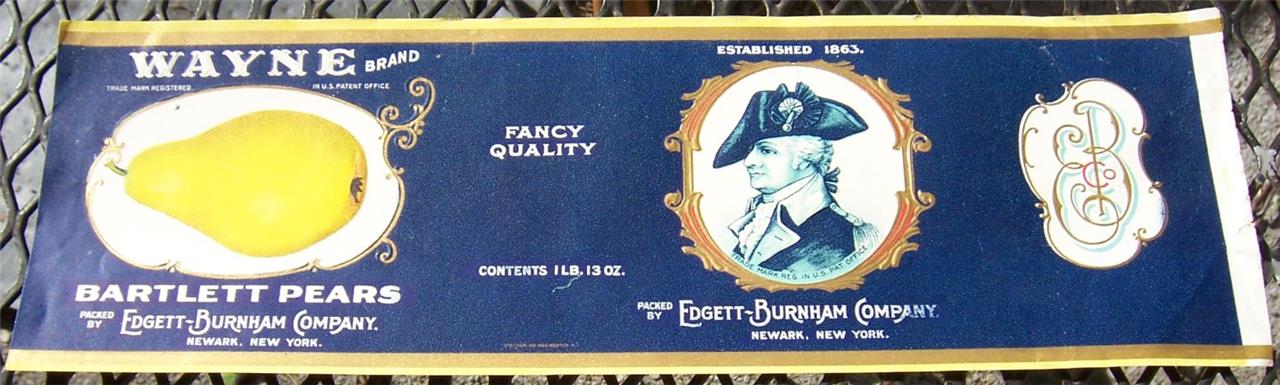 WAYNE BRAND
TRADE MARK REGISTERED. IN U.S. PATENT OFFICE
BARTLETT PEARS
PACKED BY EDGETT-BURNHAM COMPANY.
NEWARK, NEW YORK.
FANCY
QUALITY
CONTENTS 1 LB. 13 OZ.
ESTABLISHED 1863.
TRADE MARK REG. IN U.S. PAT. OFFICE
PACKED BY EDGETT-BURNHAM COMPANY.
NEWARK, NEW YORK.
E B Co